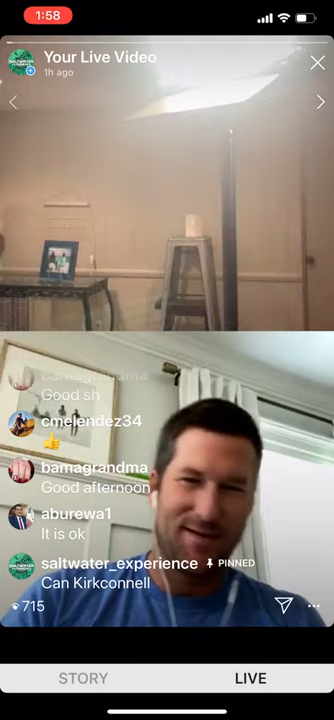 1:58
Your Live Video
1h ago
bamagrandma
Good sh
cmelendez34
👍
bamagrandma
Good afternoon
aburewa1
It is ok
saltwater_experience PINNED
Can Kirkconnell
715
STORY LIVE